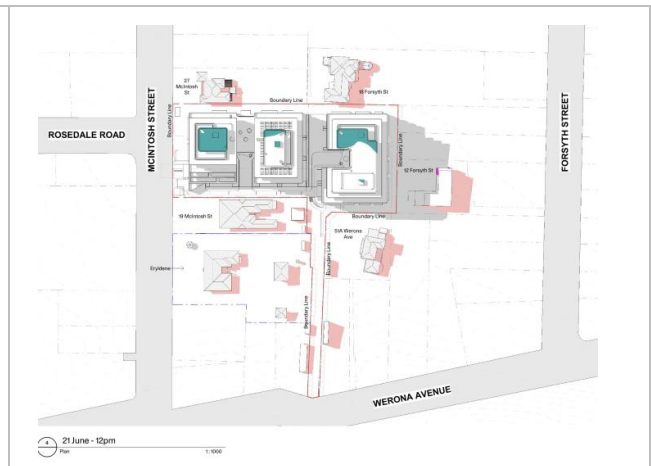 27
McIntosh
St
18 Forsyth St
Boundary Line
ROSEDALE ROAD
MCINTOSH STREET
Boundary Line
Boundary Line
FORSYTH STREET
12 Forsyth St
19 McIntosh St
Boundary Line
51A Werona
Ave
Boundary Line
Eryldene
Boundary Line
WERONA AVENUE
4
21 June - 12pm
Plan
1:1000